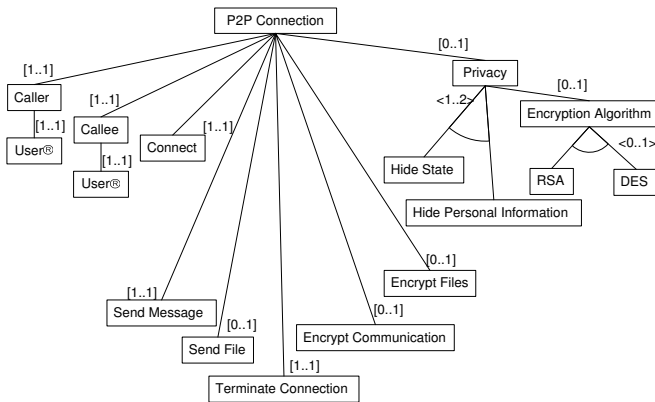 P2P Connection
[1..1]
[0..1]
Caller
[1..1]
Privacy
[0..1]
[1..1]
Callee
<1..2>
Encryption Algorithm
User®
[1..1]
Connect
[1..1]
<0..1>
User®
Hide State
RSA
DES
Hide Personal Information
[0..1]
Encrypt Files
[1..1]
Send Message
[0..1]
[0..1]
Send File
Encrypt Communication
[1..1]
Terminate Connection